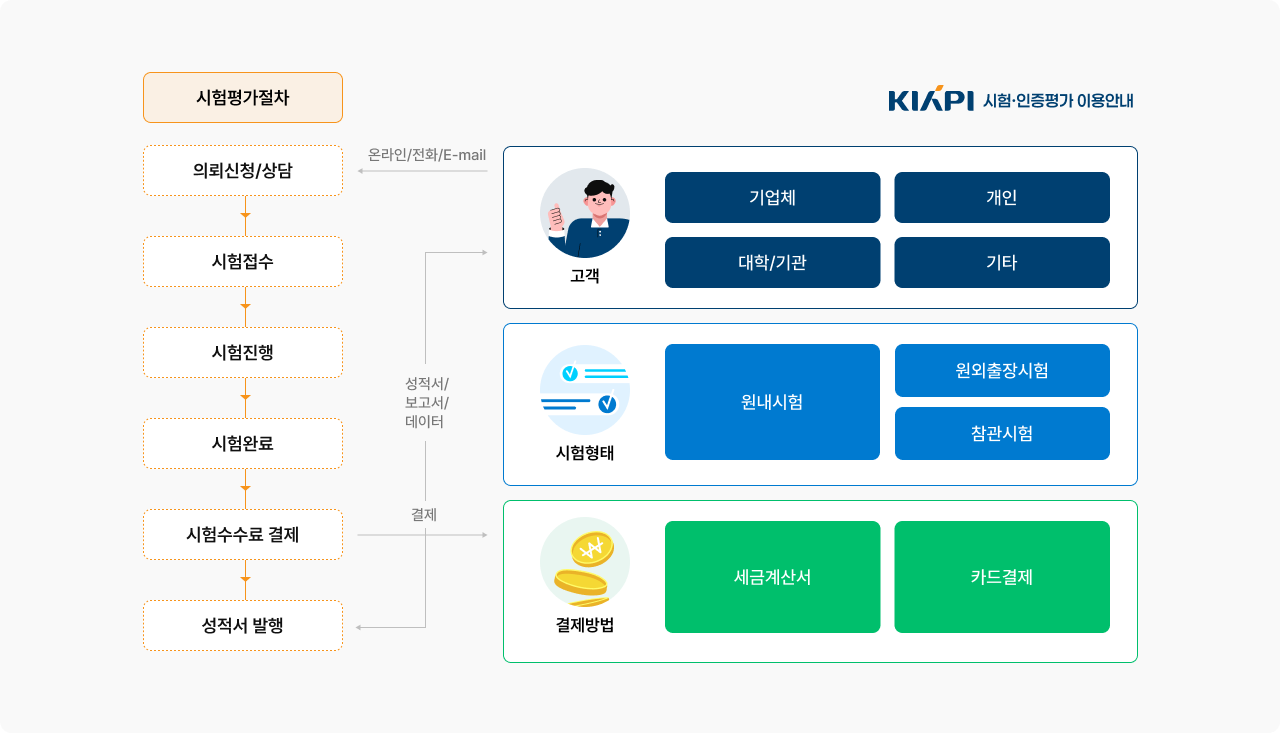 시험평가절차
KIAPI 시험·인증평가 이용안내
의뢰신청/상담
시험접수
시험진행
시험완료
시험수수료 결제
성적서 발행
온라인/전화/E-mail
성적서/
보고서/
데이터
결제
고객
기업체
개인
대학/기관
기타
시험형태
원내시험
원외출장시험
참관시험
결제방법
세금계산서
카드결제